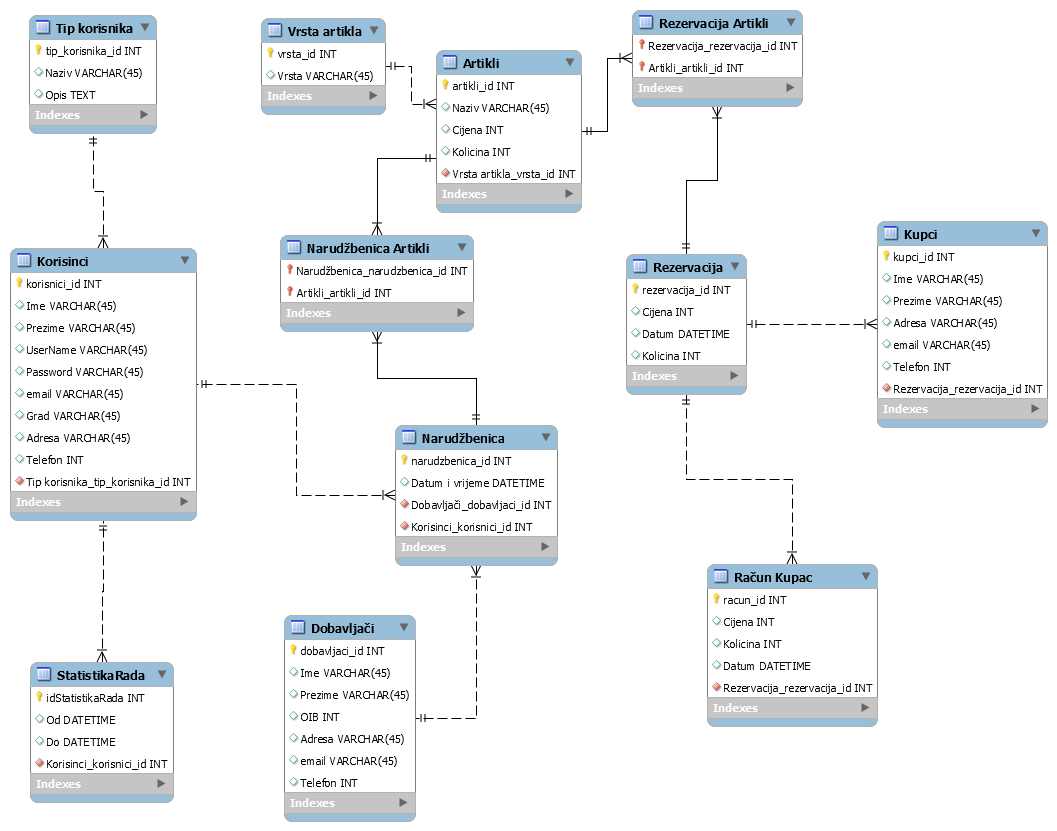 Tip korisnika
tip_korisnika_id INT
Naziv VARCHAR(45)
Opis TEXT
Indexes
Vrsta artikla
vrsta_id INT
Vrsta VARCHAR(45)
Indexes
Artikli
artikli_id INT
Naziv VARCHAR(45)
Cijena INT
Kolicina INT
Vrsta artikla_vrsta_id INT
Indexes
Rezervacija Artikli
Rezervacija_rezervacija_id INT
Artikli_artikli_id INT
Indexes
Korisinci
korisnici_id INT
Ime VARCHAR(45)
Prezime VARCHAR(45)
UserName VARCHAR(45)
Password VARCHAR(45)
email VARCHAR(45)
Grad VARCHAR(45)
Adresa VARCHAR(45)
Telefon INT
Tip korisnika_tip_korisnika_id INT
Indexes
Narudžbenica Artikli
Narudžbenica_narudzbenica_id INT
Artikli_artikli_id INT
Indexes
Rezervacija
rezervacija_id INT
Cijena INT
Datum DATETIME
Kolicina INT
Indexes
Kupci
kupci_id INT
Ime VARCHAR(45)
Prezime VARCHAR(45)
Adresa VARCHAR(45)
email VARCHAR(45)
Telefon INT
Rezervacija_rezervacija_id INT
Indexes
Narudžbenica
narudzbenica_id INT
Datum i vrijeme DATETIME
Dobavljači_dobavljaci_id INT
Korisinci_korisnici_id INT
Indexes
StatistikaRada
idStatistikaRada INT
Od DATETIME
Do DATETIME
Korisinci_korisnici_id INT
Indexes
Dobavljači
dobavljaci_id INT
Ime VARCHAR(45)
Prezime VARCHAR(45)
OIB INT
Adresa VARCHAR(45)
email VARCHAR(45)
Telefon INT
Indexes
Račun Kupac
racun_id INT
Cijena INT
Kolicina INT
Datum DATETIME
Rezervacija_rezervacija_id INT
Indexes